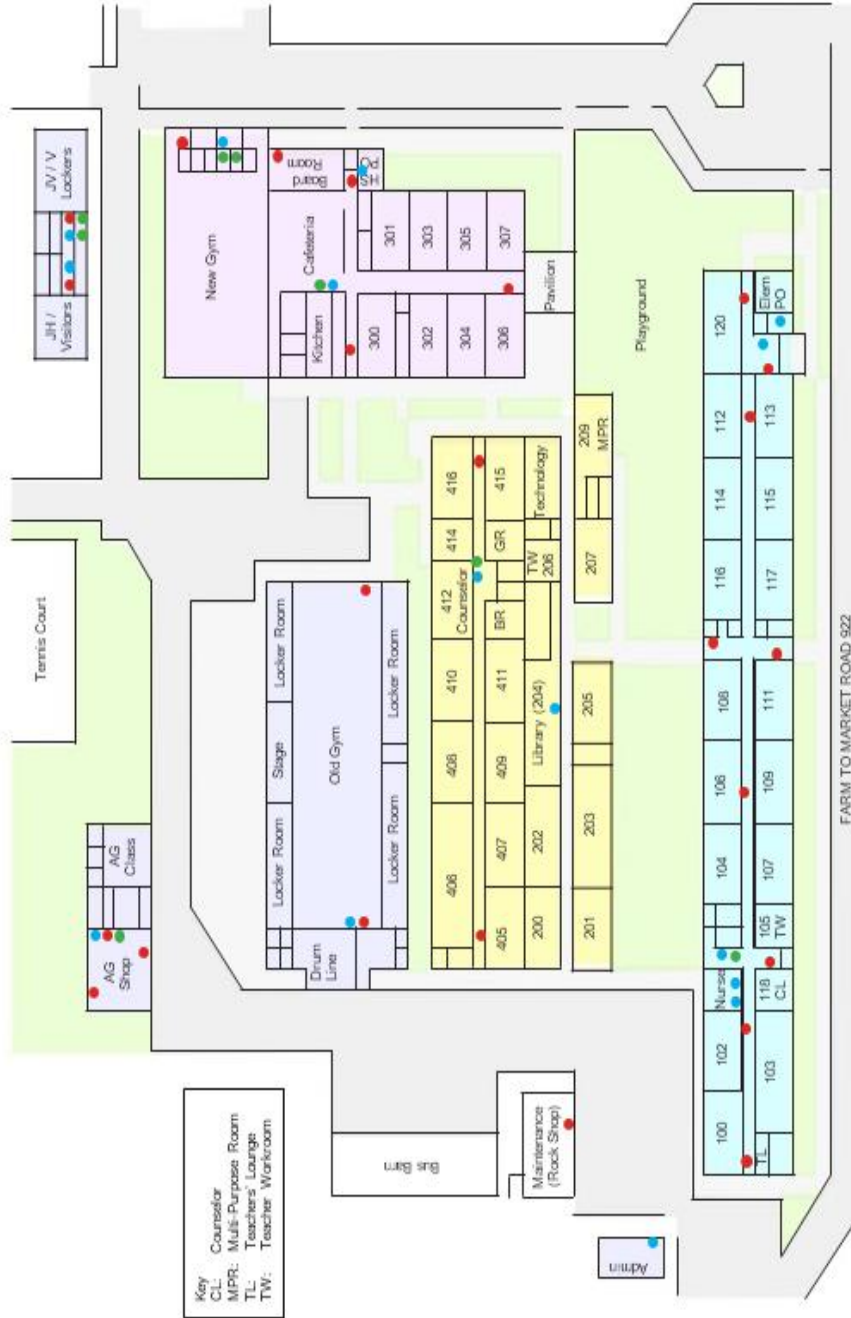 Key
CL: Counselor
MPR: Multi-Purpose Room
TL: Teachers' Lounge
TW: Teacher Workroom
AG
Shop
AG
Class
Tennis Court
JH /
Visitors
JV / V
Lockers
Bus Barn
Drum
Line
Locker Room
Stage
Locker Room
Old Gym
Locker Room
Locker Room
New Gym
Kitchen
Cafeteria
Board
Room
HS
PO
300
301
302
303
304
305
306
307
Pavillion
Maintenance
(Rock Shop)
Admin
406
408
410
412
Counselor
414
416
405
407
409
411
BR
GR
415
200
202
Library (204)
TW
206
Technology
201
203
205
207
209
MPR
Playground
100
102
Nurse
104
106
108
116
114
112
120
TL
103
118
CL
105
TW
107
109
111
117
115
113
Elem
PO
FARM TO MARKET ROAD 922